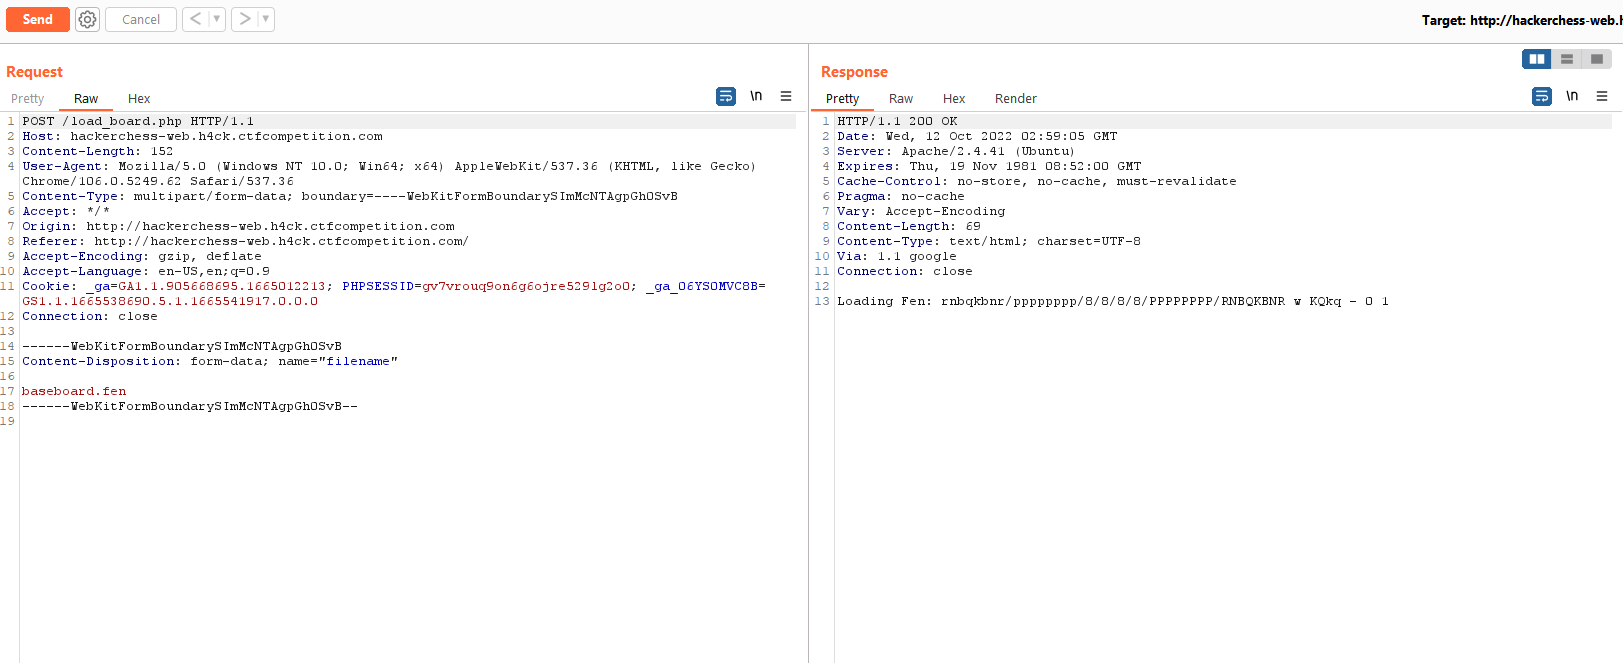 Send
Cancel
<
>
Target: http://hackerchess-web.h
Request
Pretty
Raw
Hex
\n
1 POST /load_board.php HTTP/1.1
2 Host: hackerchess-web.h4ck.ctfcompetition.com
3 Content-Length: 152
4 User-Agent: Mozilla/5.0 (Windows NT 10.0; Win64; x64) AppleWebKit/537.36 (KHTML, like Gecko)
Chrome/106.0.5249.62 Safari/537.36
5 Content-Type: multipart/form-data; boundary=----WebKitFormBoundarySImMcNTAgpGhOSvB
6 Accept: */*
7 Origin: http://hackerchess-web.h4ck.ctfcompetition.com
8 Referer: http://hackerchess-web.h4ck.ctfcompetition.com/
9 Accept-Encoding: gzip, deflate
10 Accept-Language: en-US,en;q=0.9
11 Cookie: _ga=GA1.1.905668695.1665012213; PHPSESSID=gv7vrouq9on6g6ojre5291g2o0; _ga_06YS0MVC8B=
GS1.1.1665538690.5.1.1665541917.0.0.0
12 Connection: close
13
14 ------WebKitFormBoundarySImMcNTAgpGhOSvB
15 Content-Disposition: form-data; name="filename"
16
17 baseboard.fen
18 ------WebKitFormBoundarySImMcNTAgpGhOSvB--
19
Response
Pretty
Raw
Hex
Render
\n
1 HTTP/1.1 200 OK
2 Date: Wed, 12 Oct 2022 02:59:05 GMT
3 Server: Apache/2.4.41 (Ubuntu)
4 Expires: Thu, 19 Nov 1981 08:52:00 GMT
5 Cache-Control: no-store, no-cache, must-revalidate
6 Pragma: no-cache
7 Vary: Accept-Encoding
8 Content-Length: 69
9 Content-Type: text/html; charset=UTF-8
10 Via: 1.1 google
11 Connection: close
12
13 Loading Fen: rnbqkbnr/pppppppp/8/8/8/8/PPPPPPPP/RNBQKBNR w KQkq - 0 1